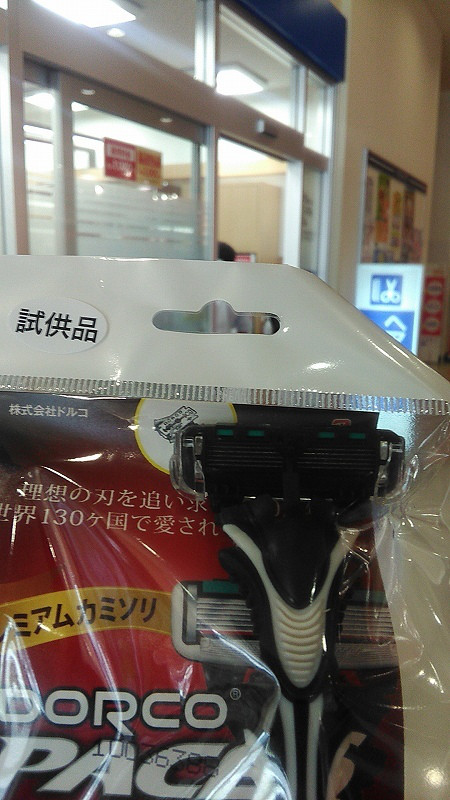 試供品
株式会社ドルコ
理想の刃を追い求
世界130ケ国で愛され
ミアムカミソリ
DORCO®
PACE 6